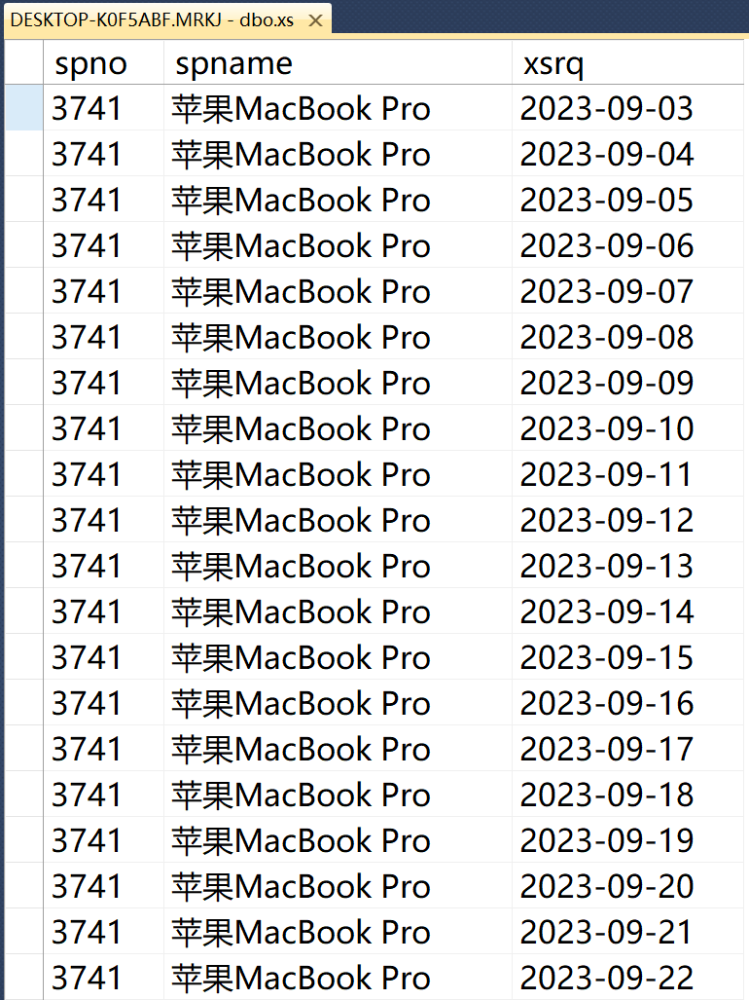 DESKTOP-K0F5ABF.MRKJ - dbo.xs ×
spno spname xsrq
3741 苹果MacBook Pro 2023-09-03
3741 苹果MacBook Pro 2023-09-04
3741 苹果MacBook Pro 2023-09-05
3741 苹果MacBook Pro 2023-09-06
3741 苹果MacBook Pro 2023-09-07
3741 苹果MacBook Pro 2023-09-08
3741 苹果MacBook Pro 2023-09-09
3741 苹果MacBook Pro 2023-09-10
3741 苹果MacBook Pro 2023-09-11
3741 苹果MacBook Pro 2023-09-12
3741 苹果MacBook Pro 2023-09-13
3741 苹果MacBook Pro 2023-09-14
3741 苹果MacBook Pro 2023-09-15
3741 苹果MacBook Pro 2023-09-16
3741 苹果MacBook Pro 2023-09-17
3741 苹果MacBook Pro 2023-09-18
3741 苹果MacBook Pro 2023-09-19
3741 苹果MacBook Pro 2023-09-20
3741 苹果MacBook Pro 2023-09-21
3741 苹果MacBook Pro 2023-09-22